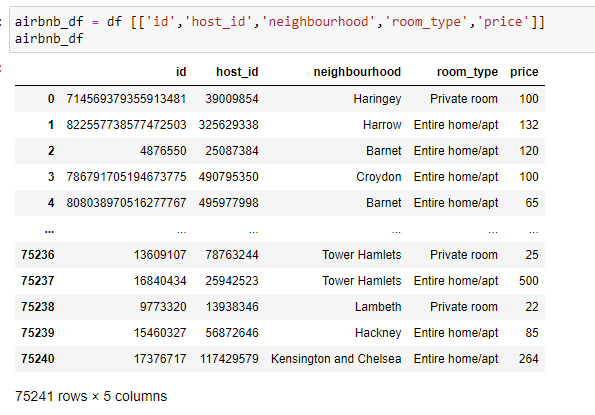 airbnb_df = df [['id','host_id','neighbourhood','room_type','price']]
airbnb_df
id host_id neighbourhood room_type price
0 714569379355913481 39009854 Haringey Private room 100
1 822557738577472503 325629338 Harrow Entire home/apt 132
2 4876550 25087384 Barnet Entire home/apt 120
3 786791705194673775 490795350 Croydon Entire home/apt 100
4 808038970516277767 495977998 Barnet Entire home/apt 65
... ... ... ... ... ...
75236 13609107 78763244 Tower Hamlets Private room 25
75237 16840434 25942523 Tower Hamlets Entire home/apt 500
75238 9773320 13938346 Lambeth Private room 22
75239 15460327 56872646 Hackney Entire home/apt 85
75240 17376717 117429579 Kensington and Chelsea Entire home/apt 264
75241 rows × 5 columns